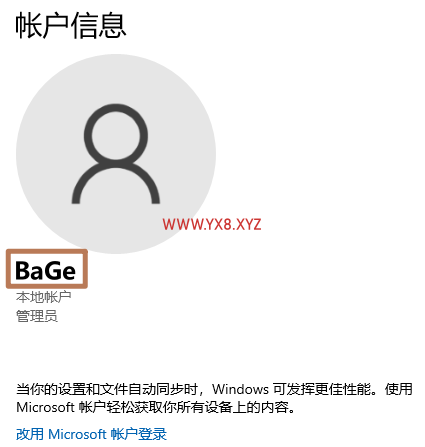 帐户信息
WWW.YX8.XYZ
BaGe
本地帐户
管理员
当你的设置和文件自动同步时，Windows 可发挥更佳性能。使用
Microsoft 帐户轻松获取你所有设备上的内容。
改用 Microsoft 帐户登录